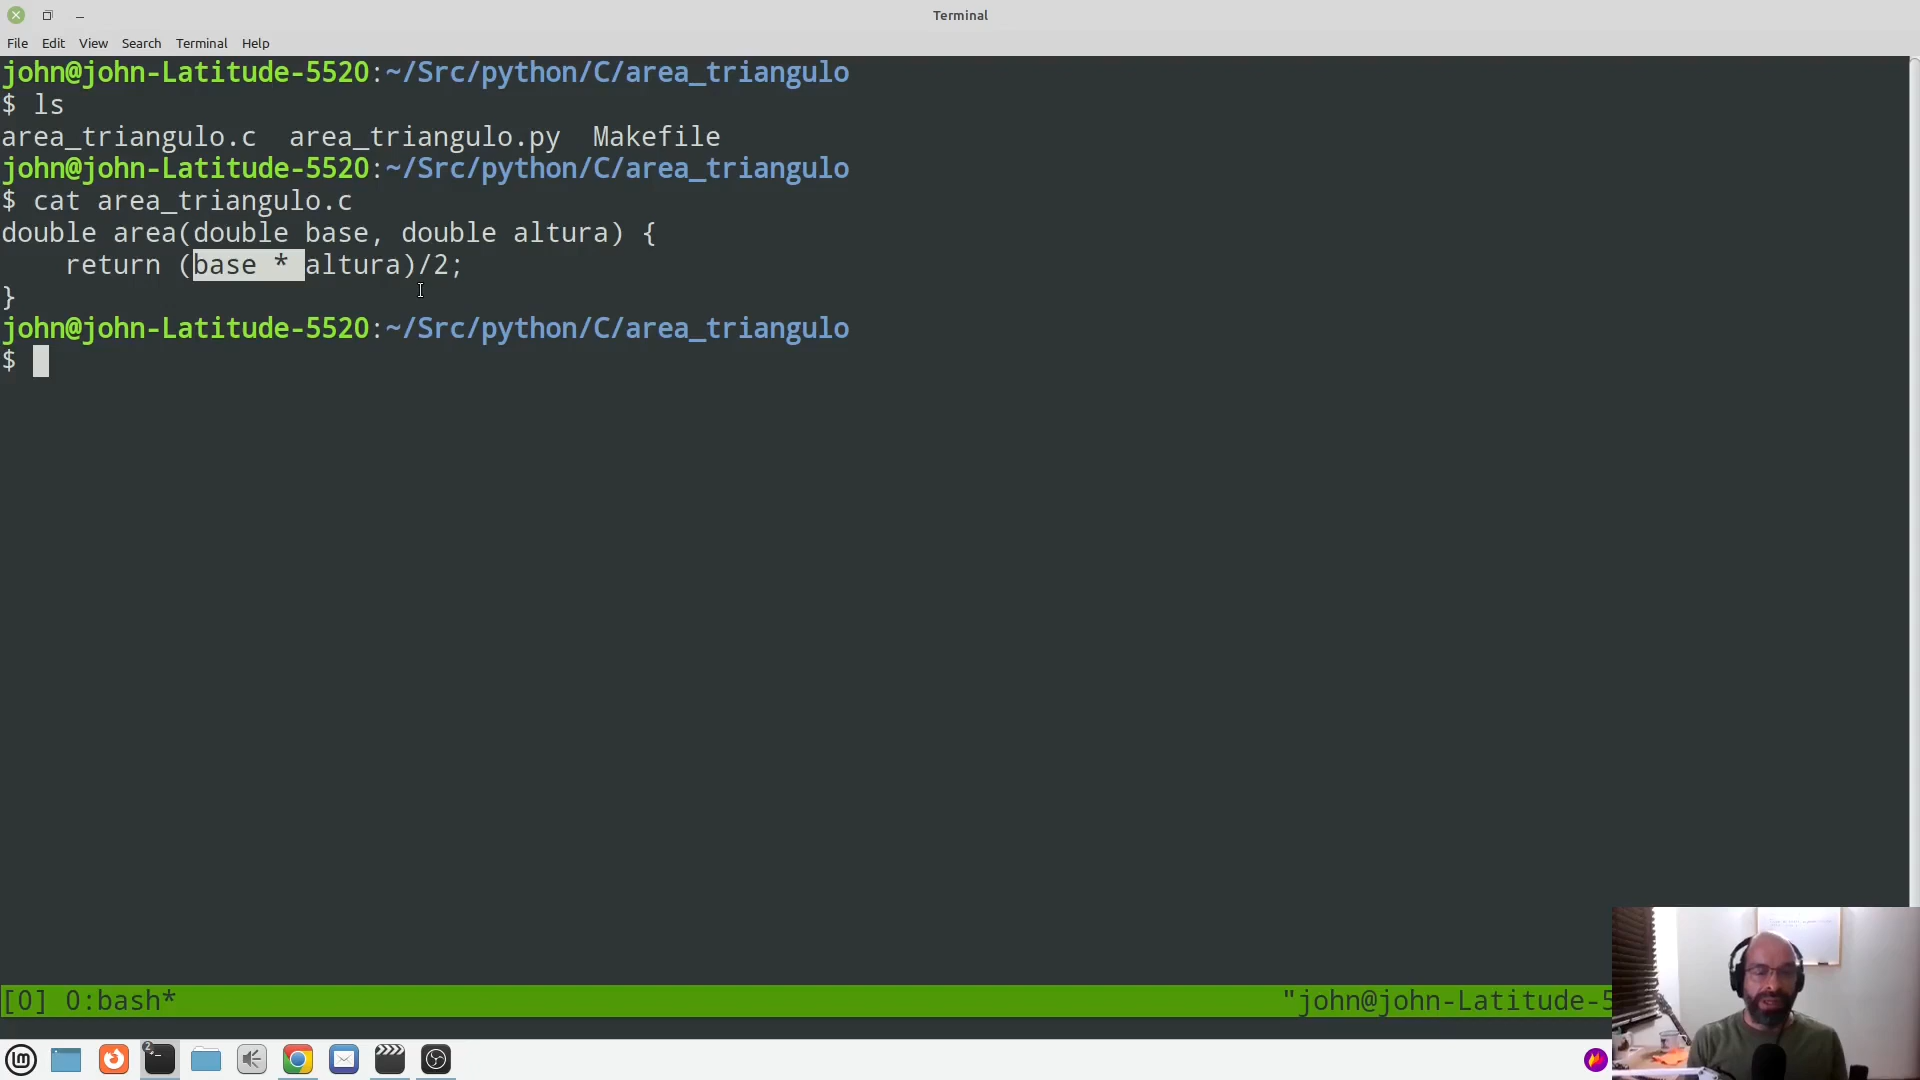 Terminal
File Edit View Search Terminal Help
john@john-Latitude-5520:~/Src/python/C/area_triangulo
$ ls
area_triangulo.c area_triangulo.py Makefile
john@john-Latitude-5520:~/Src/python/C/area_triangulo
$ cat area_triangulo.c
double area(double base, double altura) {
    return (base * altura)/2;
}
john@john-Latitude-5520:~/Src/python/C/area_triangulo
$
[0] 0:bash* "john@john-Latitude-5
2